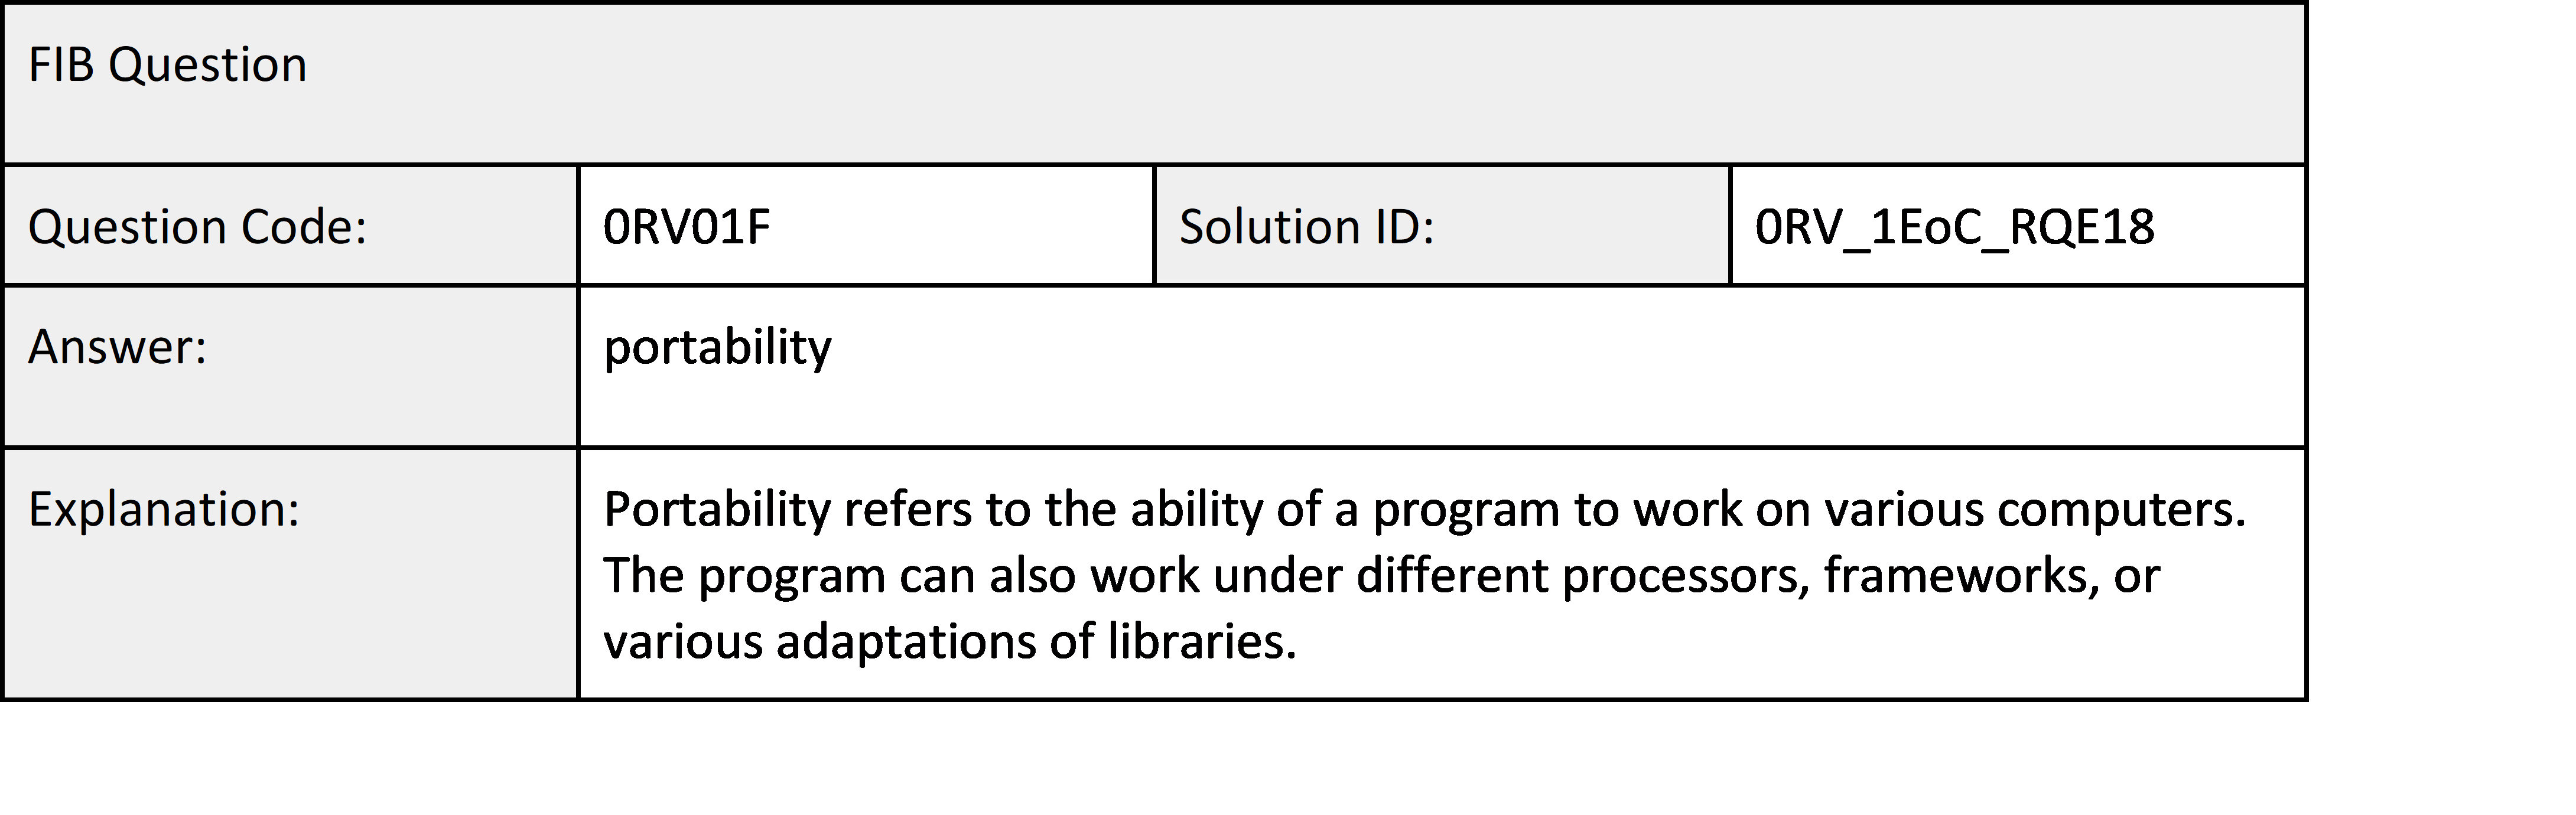 FIB Question
Question Code:
0RV01F
Solution ID:
0RV_1EoC_RQE18
Answer:
portability
Explanation:
Portability refers to the ability of a program to work on various computers.
The program can also work under different processors, frameworks, or
various adaptations of libraries.